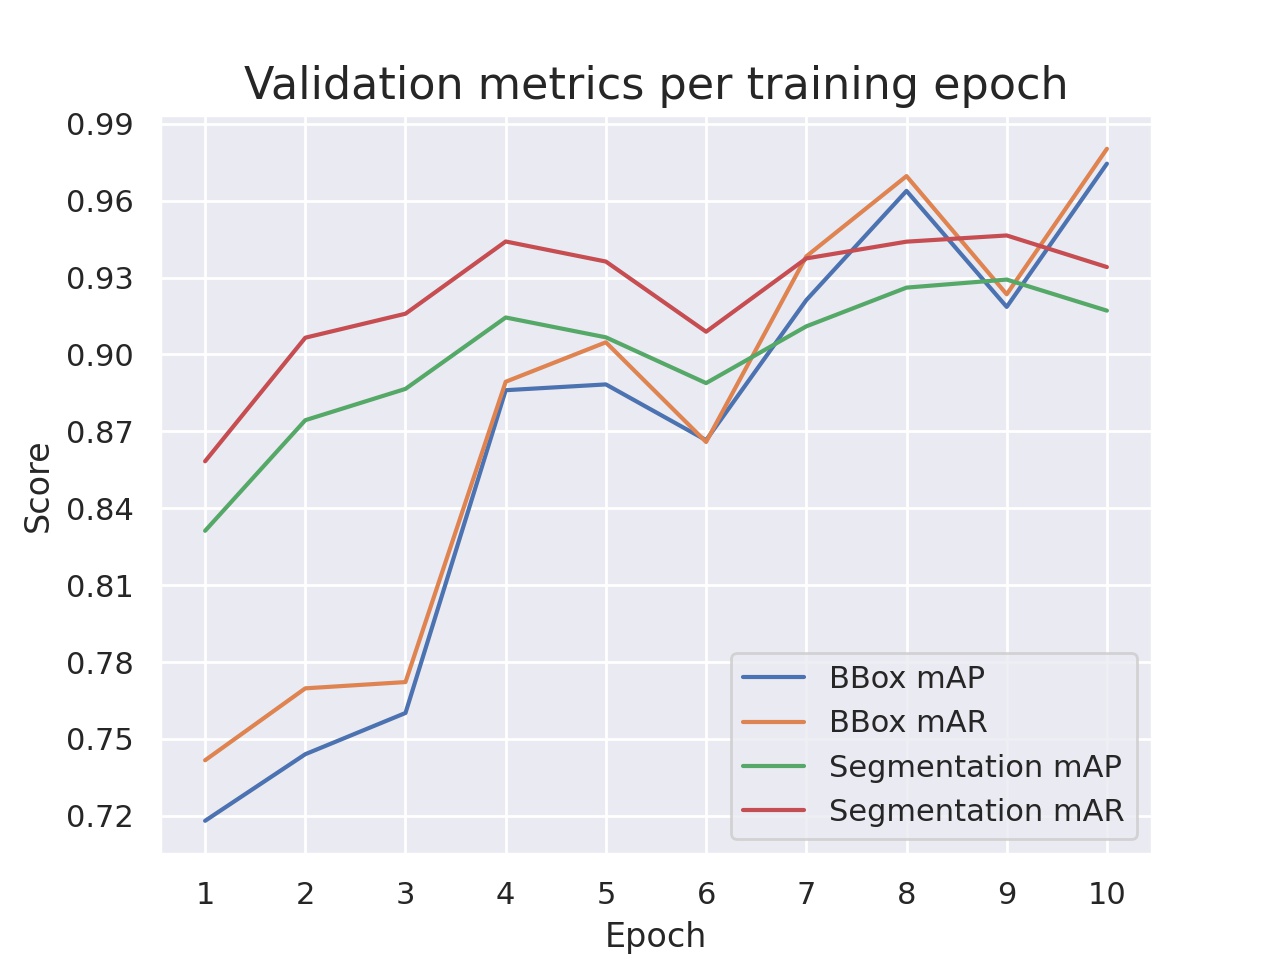 Validation metrics per training epoch
0.99
0.96
0.93
0.90
0.87
0.84
0.81
0.78
0.75
0.72
Score
BBox mAP
BBox mAR
Segmentation mAP
Segmentation mAR
1 2 3 4 5 6 7 8 9 10
Epoch